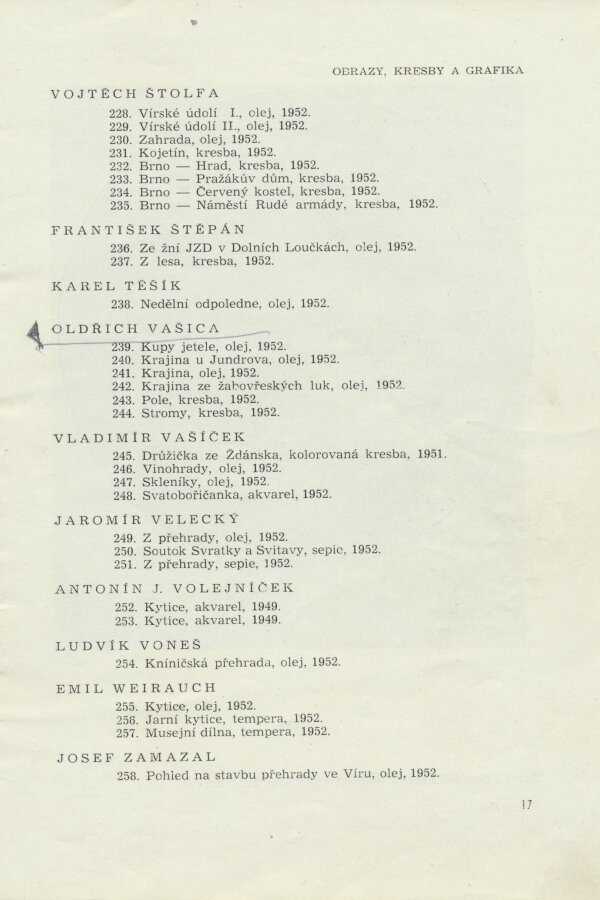 OBRAZY, KRESBY A GRAFIKA
VOJTĚCH ŠTOLFA
228. Vírské údolí I., olej, 1952.
229. Vírské údolí II., olej, 1952.
230. Zahrada, olej, 1952.
231. Kojetín, kresba, 1952.
232. Brno — Hrad, kresba, 1952.
233. Brno — Pražákův dům, kresba, 1952.
234. Brno — Červený kostel, kresba, 1952.
235. Brno — Náměstí Rudé armády, kresba, 1952.
FRANTIŠEK ŠTĚPÁN
236. Ze žní JZD v Dolních Loučkách, olej, 1952.
237. Z lesa, kresba, 1952.
KAREL TĚŠÍK
238. Nedělní odpoledne, olej, 1952.
OLDŘICH VAŠICA
239. Kupy jetele, olej, 1952.
240. Krajina u Jundrova, olej, 1952.
241. Krajina, olej, 1952.
242. Krajina ze žabovřeských luk, olej, 1952.
243. Pole, kresba, 1952.
244. Stromy, kresba, 1952.
VLADIMÍR VAŠÍČEK
245. Drůžička ze Ždánska, kolorovaná kresba, 1951.
246. Vinohrady, olej, 1952.
247. Skleníky, olej, 1952.
248. Svatobořičanka, akvarel, 1952.
JAROMÍR VELECKÝ
249. Z přehrady, olej, 1952.
250. Soutok Svratky a Svitavy, sepie, 1952.
251. Z přehrady, sepie, 1952.
ANTONÍN J. VOLEJNÍČEK
252. Kytice, akvarel, 1949.
253. Kytice, akvarel, 1949.
LUDVÍK VONEŠ
254. Kníničská přehrada, olej, 1952.
EMIL WEIRAUCH
255. Kytice, olej, 1952.
256. Jarní kytice, tempera, 1952.
257. Musejní dílna, tempera, 1952.
JOSEF ZAMAZAL
258. Pohled na stavbu přehrady ve Víru, olej, 1952.
17